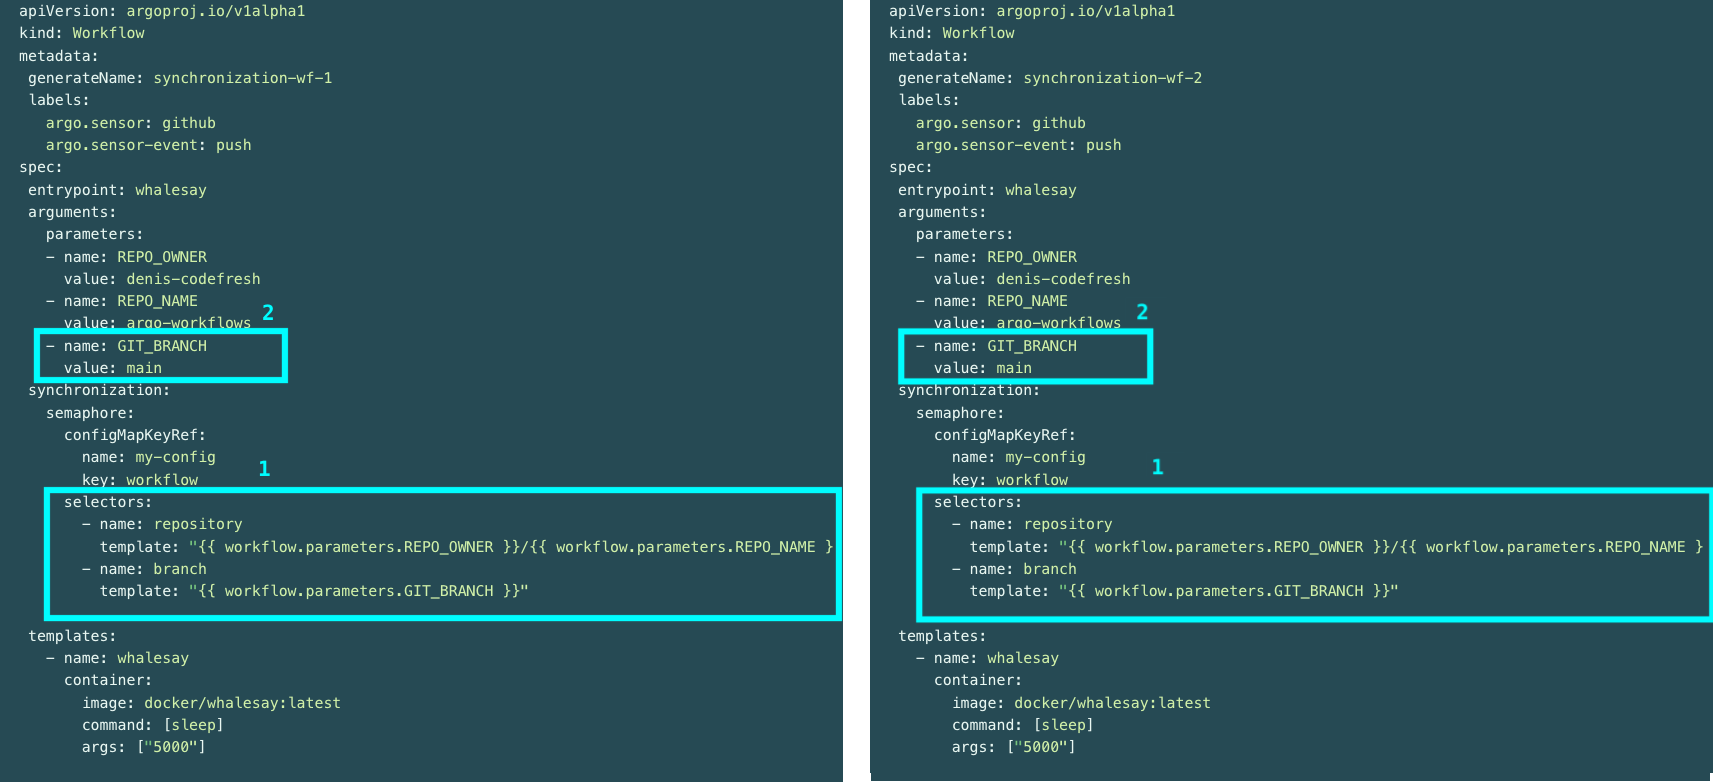 apiVersion: argoproj.io/v1alpha1
kind: Workflow
metadata:
generateName: synchronization-wf-1
labels:
argo.sensor: github
argo.sensor-event: push
spec:
entrypoint: whalesay
arguments:
parameters:
- name: REPO_OWNER
value: denis-codefresh
- name: REPO_NAME
value: argo-workflows
2
- name: GIT_BRANCH
value: main
synchronization:
semaphore:
configMapKeyRef:
name: my-config
key: workflow
1
selectors:
- name: repository
template: "{{ workflow.parameters.REPO_OWNER }}/{{ workflow.parameters.REPO_NAME }
- name: branch
template: "{{ workflow.parameters.GIT_BRANCH }}"
templates:
- name: whalesay
container:
image: docker/whalesay:latest
command: [sleep]
args: ["5000"]
apiVersion: argoproj.io/v1alpha1
kind: Workflow
metadata:
generateName: synchronization-wf-2
labels:
argo.sensor: github
argo.sensor-event: push
spec:
entrypoint: whalesay
arguments:
parameters:
- name: REPO_OWNER
value: denis-codefresh
- name: REPO_NAME
value: argo-workflows
2
- name: GIT_BRANCH
value: main
synchronization:
semaphore:
configMapKeyRef:
name: my-config
key: workflow
1
selectors:
- name: repository
template: "{{ workflow.parameters.REPO_OWNER }}/{{ workflow.parameters.REPO_NAME }
- name: branch
template: "{{ workflow.parameters.GIT_BRANCH }}"
templates:
- name: whalesay
container:
image: docker/whalesay:latest
command: [sleep]
args: ["5000"]